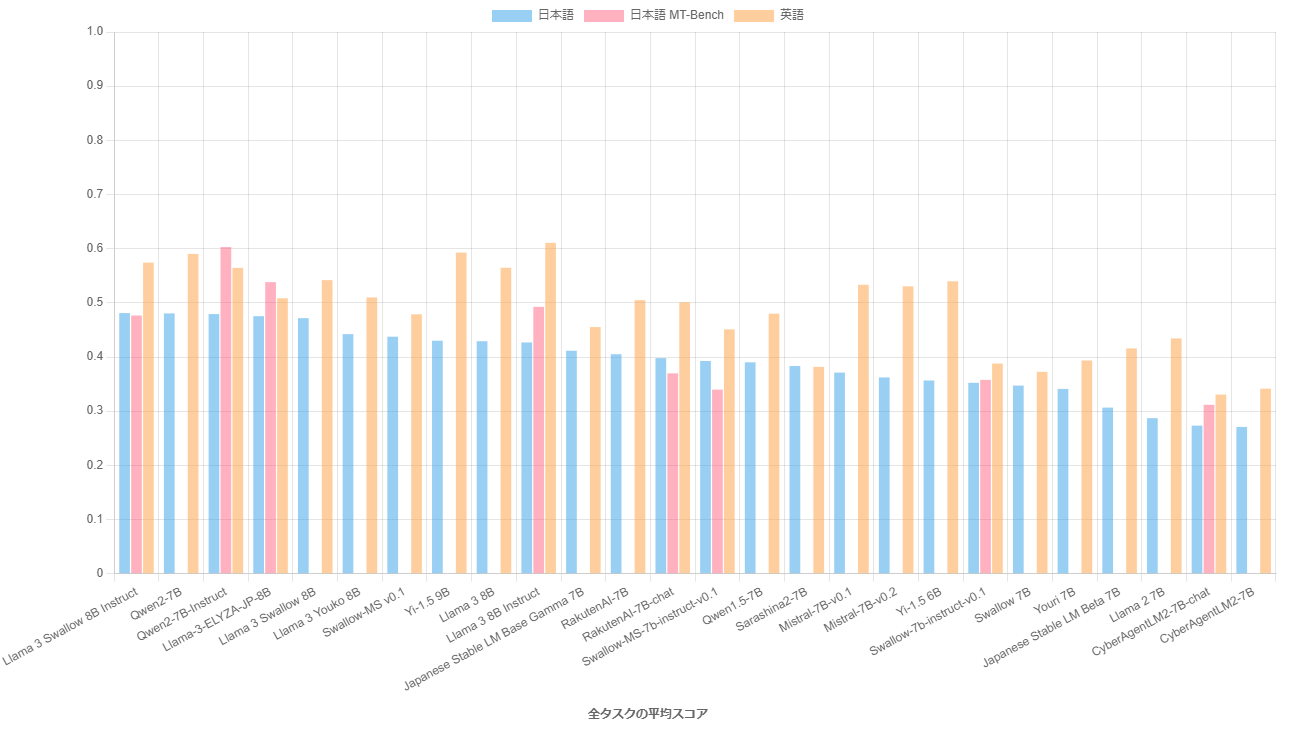 日本語 日本語 MT-Bench 英語
1.0
0.9
0.8
0.7
0.6
0.5
0.4
0.3
0.2
0.1
0
Llama 3 Swallow 8B Instruct
Qwen2-7B
Qwen2-7B-Instruct
Llama-3-ELYZA-JP-8B
Llama 3 Swallow 8B
Llama 3 Youko 8B
Swallow-MS v0.1
Yi-1.5 9B
Llama 3 8B
Llama 3 8B Instruct
Japanese Stable LM Base Gamma 7B
RakutenAI-7B
RakutenAI-7B-chat
Swallow-MS-7b-instruct-v0.1
Qwen1.5-7B
Sarashina2-7B
Mistral-7B-v0.1
Mistral-7B-v0.2
Yi-1.5 6B
Swallow-7b-instruct-v0.1
Swallow 7B
Youri 7B
Japanese Stable LM Beta 7B
Llama 2 7B
CyberAgentLM2-7B-chat
CyberAgentLM2-7B
全タスクの平均スコア